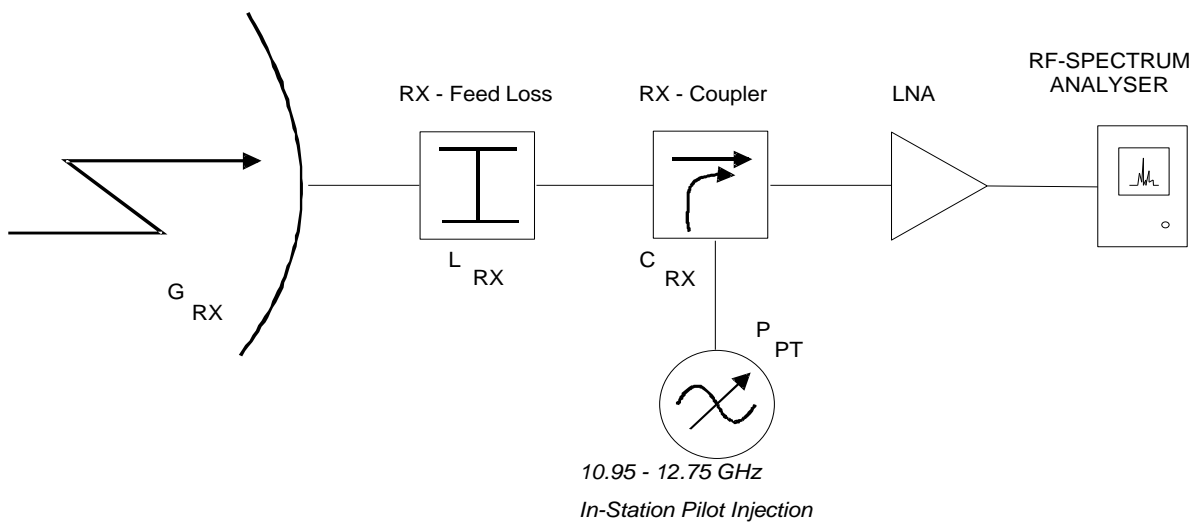 RF-SPECTRUM
ANALYSER
RX - Feed Loss
RX - Coupler
LNA
L RX
C RX
G RX
P PT
10.95 - 12.75 GHz
In-Station Pilot Injection